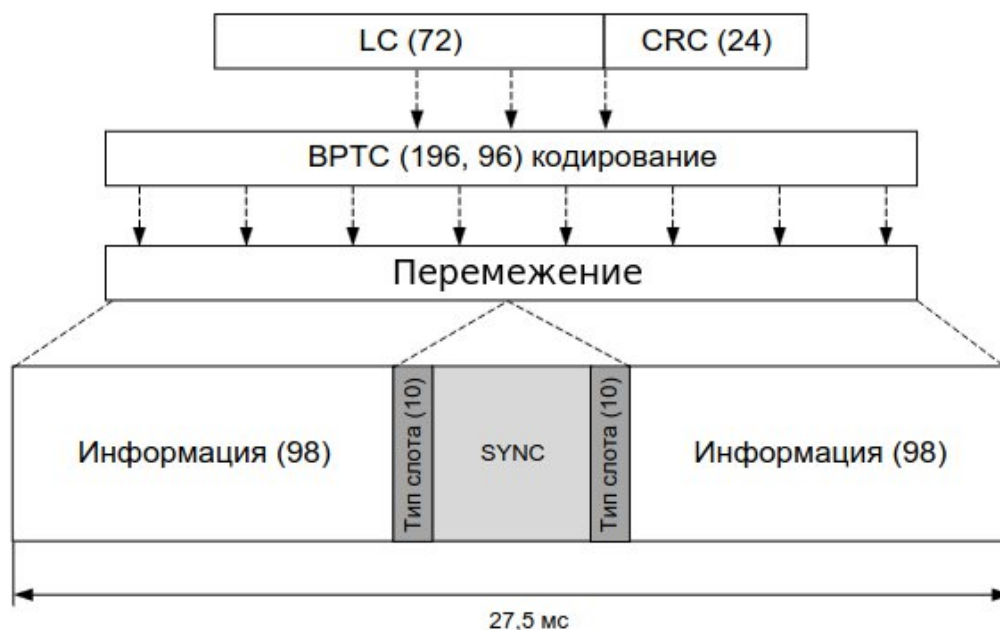 LC (72)
CRC (24)
BPTC (196, 96) кодирование
Перемежение
Информация (98)
Тип слота (10)
SYNC
Тип слота (10)
Информация (98)
27,5 мс